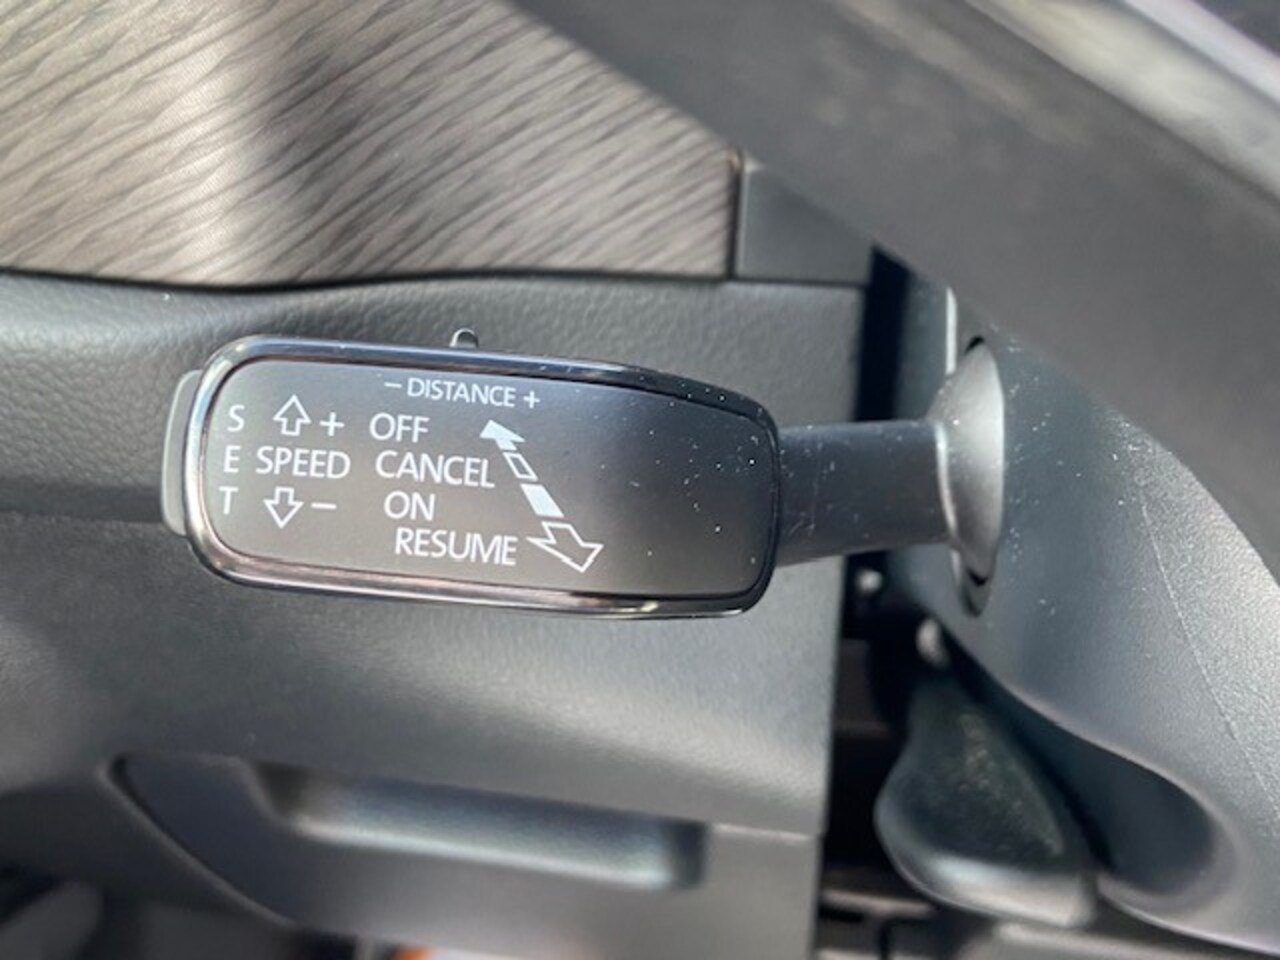 - DISTANCE +
S + OFF
E SPEED CANCEL
T - ON
RESUME